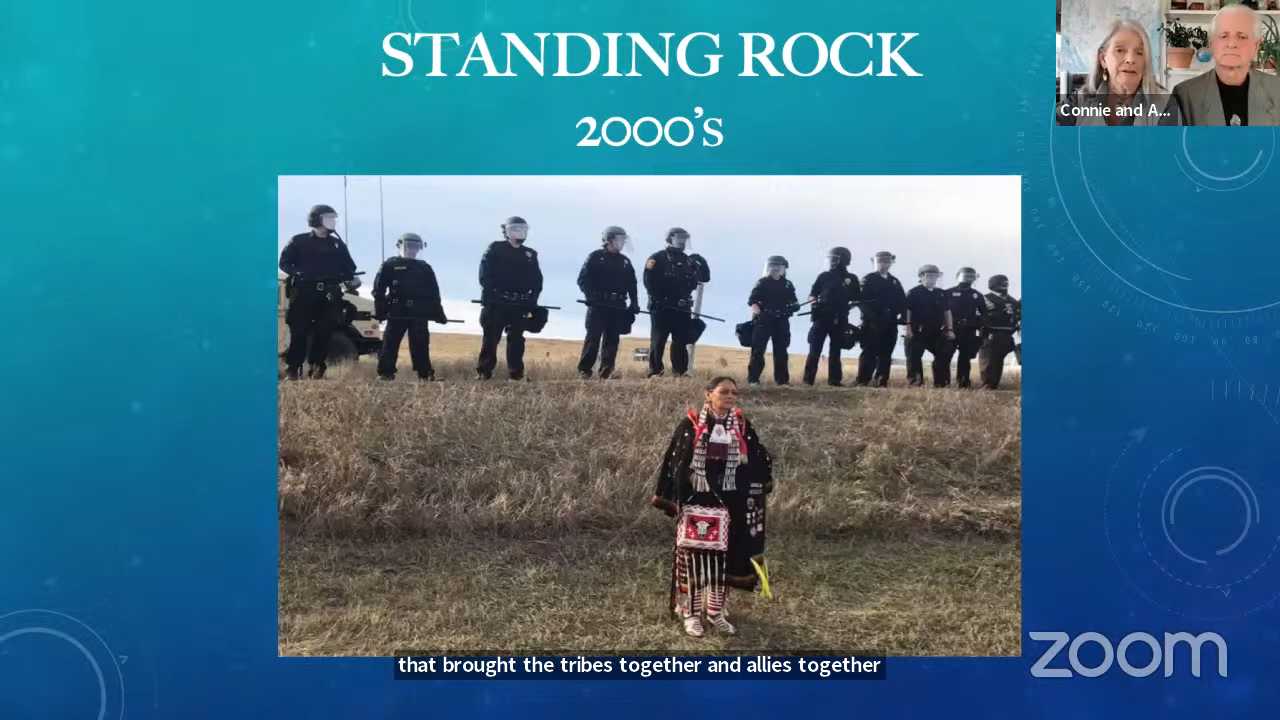 STANDING ROCK
2000's
Connie and A...
that brought the tribes together and allies together
zoom